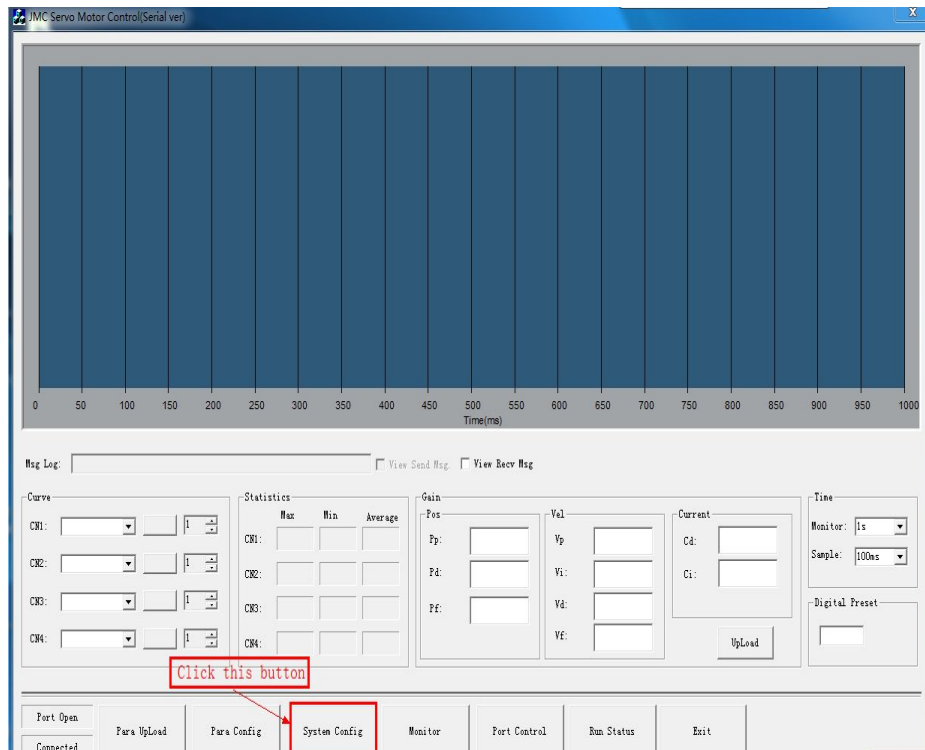 JMC Servo Motor Control(Serial ver)
X
0 50 100 150 200 250 300 350 400 450 500 550 600 650 700 750 800 850 900 950 1000
Time(ms)
Msg Log: View Send Msg View Recv Msg
Curve
CN1: 1
CN2: 1
CN3: 1
CN4: 1
Statistics
Max Min Average
CN1:
CN2:
CN3:
CN4:
Gain
Pos
Pp:
Pd:
Pf:
Vel
Vp
Vi:
Vd:
Vf:
Current
Cd:
Ci:
UpLoad
Time
Monitor: 1s
Sample: 100ms
Digital Preset
Click this button
Port Open
Connected
Para UpLoad
Para Config
System Config
Monitor
Port Control
Run Status
Exit